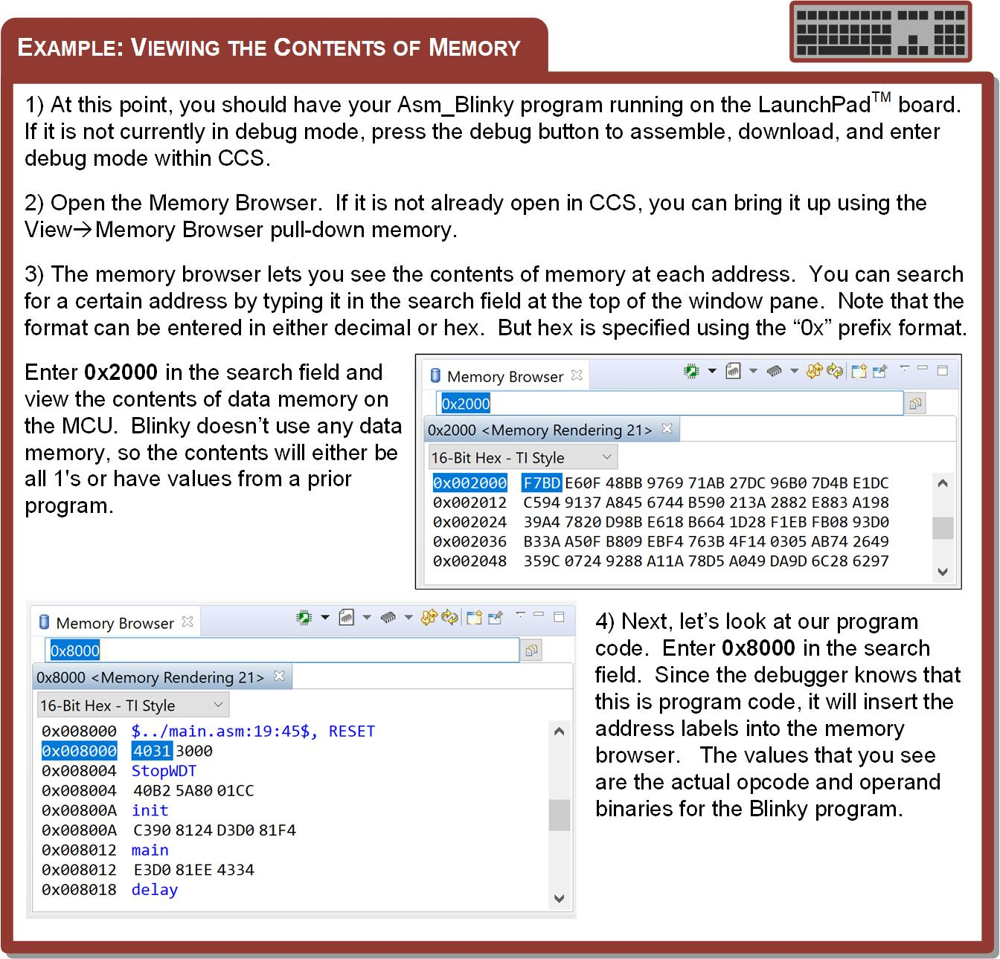 EXAMPLE: VIEWING THE CONTENTS OF MEMORY
1) At this point, you should have your Asm_Blinky program running on the LaunchPad™ board.
If it is not currently in debug mode, press the debug button to assemble, download, and enter
debug mode within CCS.
2) Open the Memory Browser.  If it is not already open in CCS, you can bring it up using the
View→Memory Browser pull-down memory.
3) The memory browser lets you see the contents of memory at each address.  You can search
for a certain address by typing it in the search field at the top of the window pane.  Note that the
format can be entered in either decimal or hex.  But hex is specified using the “0x” prefix format.
Enter 0x2000 in the search field and
view the contents of data memory on
the MCU.  Blinky doesn’t use any data
memory, so the contents will either be
all 1's or have values from a prior
program.
Memory Browser
0x2000
0x2000 <Memory Rendering 21>
16-Bit Hex - TI Style
0x002000 F7BD E60F 48BB 9769 71AB 27DC 96B0 7D4B E1DC
0x002012 C594 9137 A845 6744 B590 213A 2882 E883 A198
0x002024 39A4 7820 D98B E618 B664 1D28 F1EB FB08 93D0
0x002036 B33A A50F B809 EBF4 763B 4F14 0305 AB74 2649
0x002048 359C 0724 9288 A11A 78D5 A049 DA9D 6C28 6297
Memory Browser
0x8000
0x8000 <Memory Rendering 21>
16-Bit Hex - TI Style
0x008000 $../main.asm:19:45$, RESET
0x008000 4031 3000
0x008004 StopWDT
0x008004 40B2 5A80 01CC
0x00800A init
0x00800A C390 8124 D3D0 81F4
0x008012 main
0x008012 E3D0 81EE 4334
0x008018 delay
4) Next, let’s look at our program
code.  Enter 0x8000 in the search
field.  Since the debugger knows that
this is program code, it will insert the
address labels into the memory
browser.   The values that you see
are the actual opcode and operand
binaries for the Blinky program.